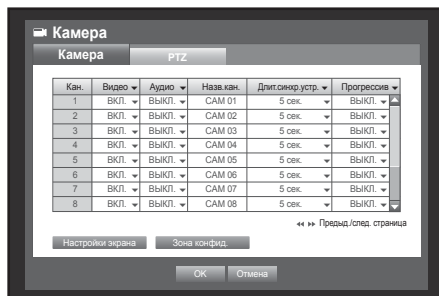 Камера
Камера PTZ
Кан. Видео Аудио Назв.кан. Длит.синхр.устр. Прогрессив
1 ВКЛ. ВЫКЛ. CAM 01 5 сек. ВЫКЛ.
2 ВКЛ. ВЫКЛ. CAM 02 5 сек. ВЫКЛ.
3 ВКЛ. ВЫКЛ. CAM 03 5 сек. ВЫКЛ.
4 ВКЛ. ВЫКЛ. CAM 04 5 сек. ВЫКЛ.
5 ВКЛ. ВЫКЛ. CAM 05 5 сек. ВЫКЛ.
6 ВКЛ. ВЫКЛ. CAM 06 5 сек. ВЫКЛ.
7 ВКЛ. ВЫКЛ. CAM 07 5 сек. ВЫКЛ.
8 ВКЛ. ВЫКЛ. CAM 08 5 сек. ВЫКЛ.
Предыд./след. страница
Настройки экрана Зона конфид.
OK Отмена